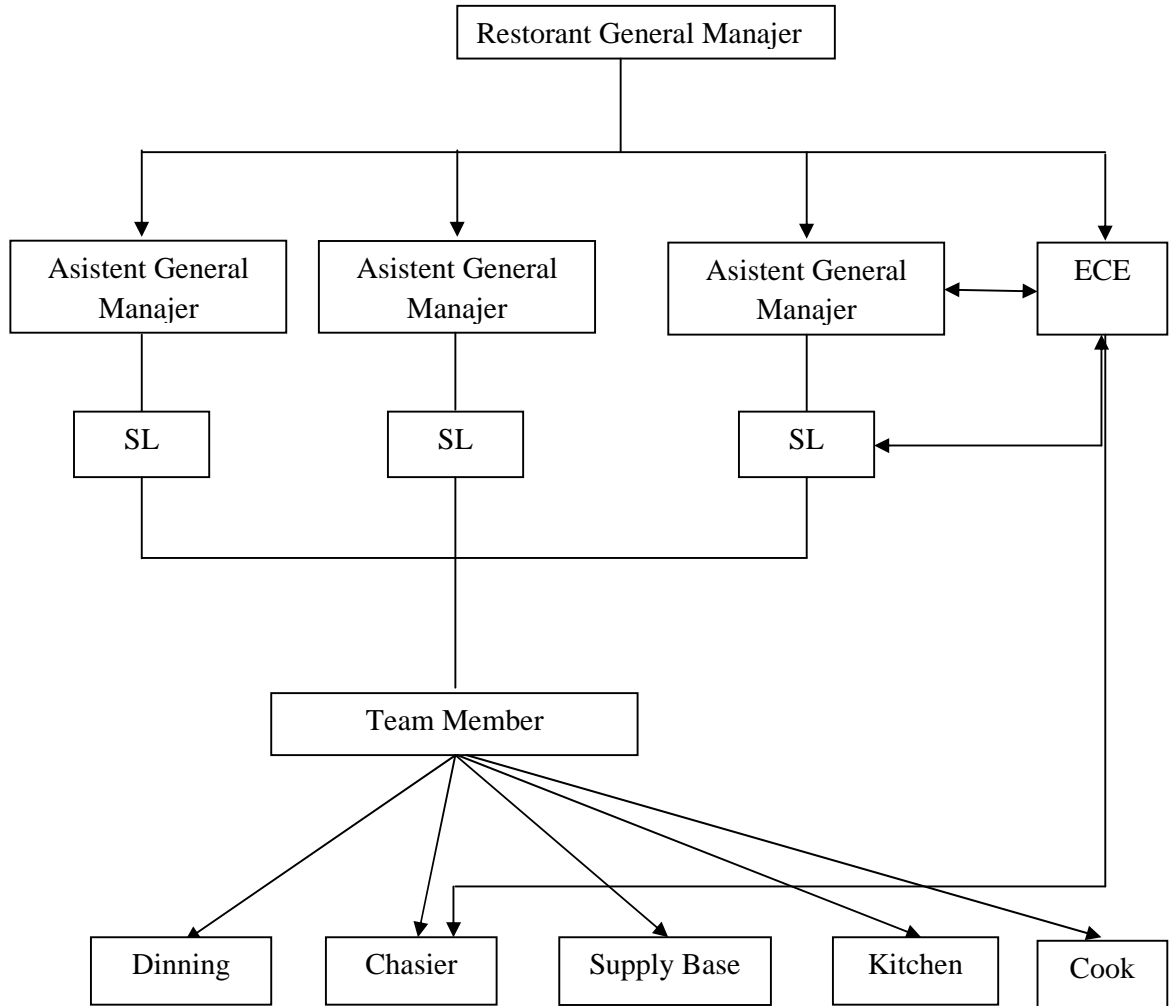 Restorant General Manajer
Asistent General
Manajer
Asistent General
Manajer
Asistent General
Manajer
ECE
SL
SL
SL
Team Member
Dinning
Chasier
Supply Base
Kitchen
Cook